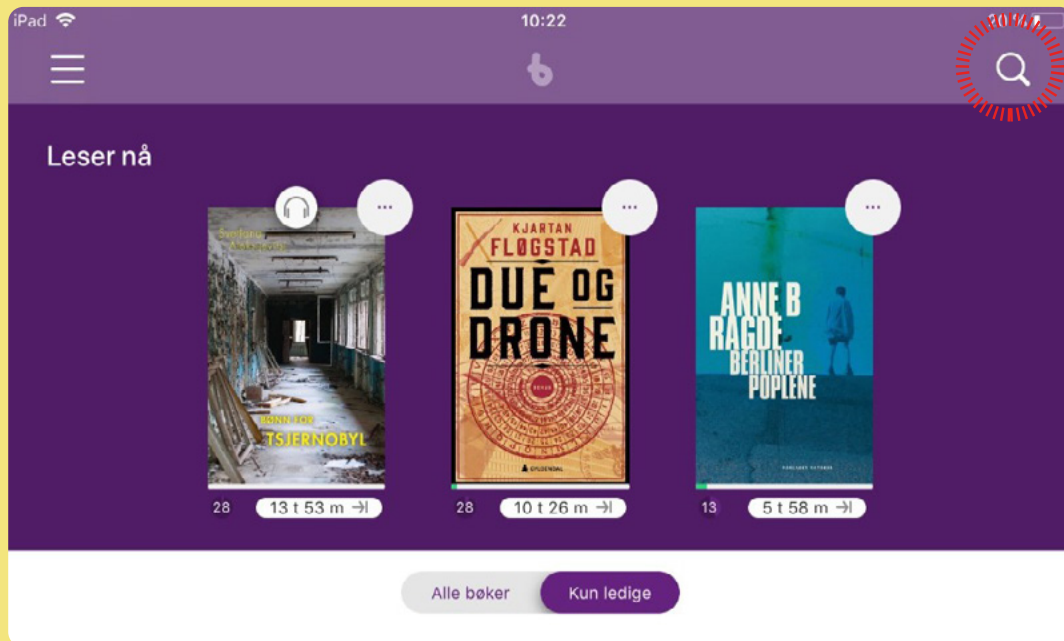 iPad
10:22
Leser nå
BØNN FOR
TSJERNOBYL
KJARTAN
FLØGSTAD
DUE OG
DRONE
ROMAN
GYLDENDAL
ANNE B
RAGDE
BERLINER
POPLENE
28
13 t 53 m
28
10 t 26 m
13
5 t 58 m
Alle bøker
Kun ledige